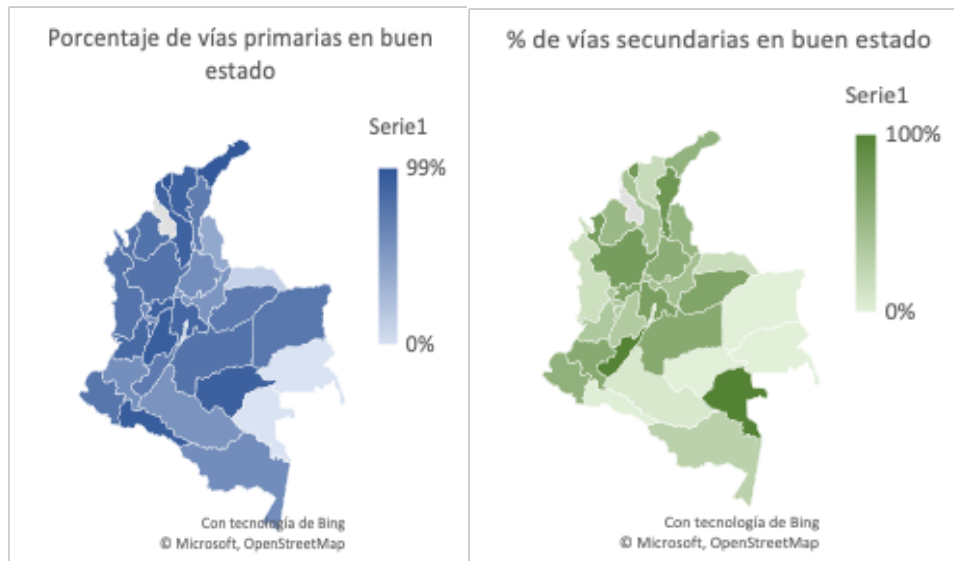 Porcentaje de vías primarias en buen
estado
Serie1
99%
0%
Con tecnología de Bing
© Microsoft, OpenStreetMap
% de vías secundarias en buen estado
Serie1
100%
0%
Con tecnología de Bing
© Microsoft, OpenStreetMap